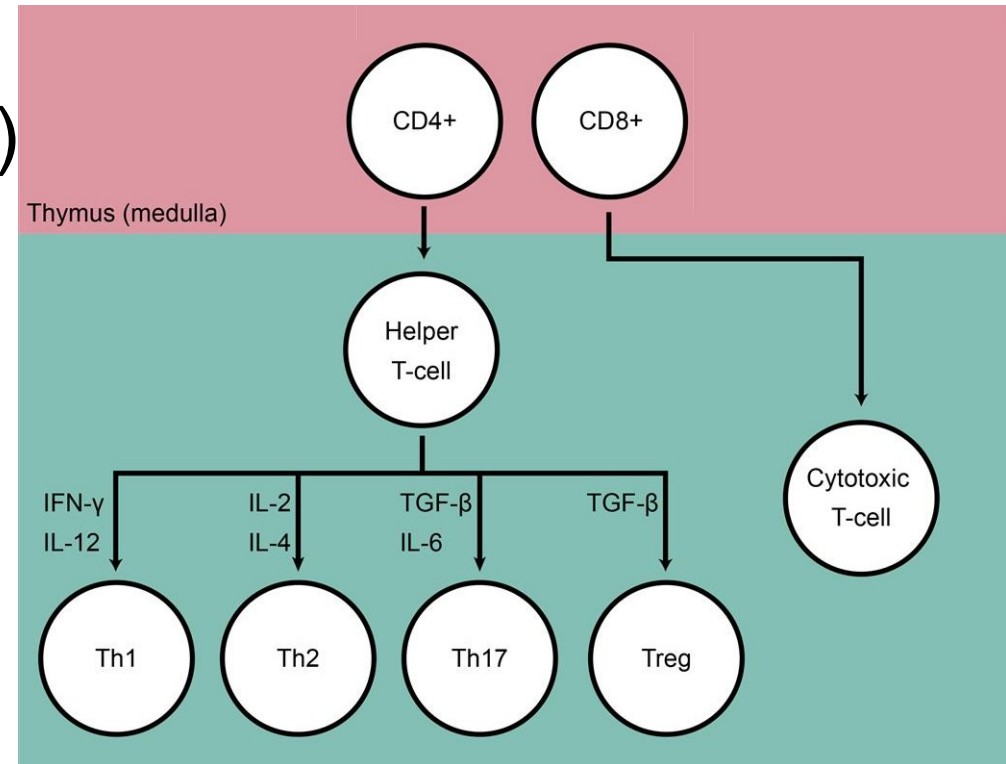 )
CD4+
CD8+
Thymus (medulla)
Helper
T-cell
IFN-γ
IL-12
IL-2
IL-4
TGF-β
IL-6
TGF-β
Cytotoxic
T-cell
Th1
Th2
Th17
Treg